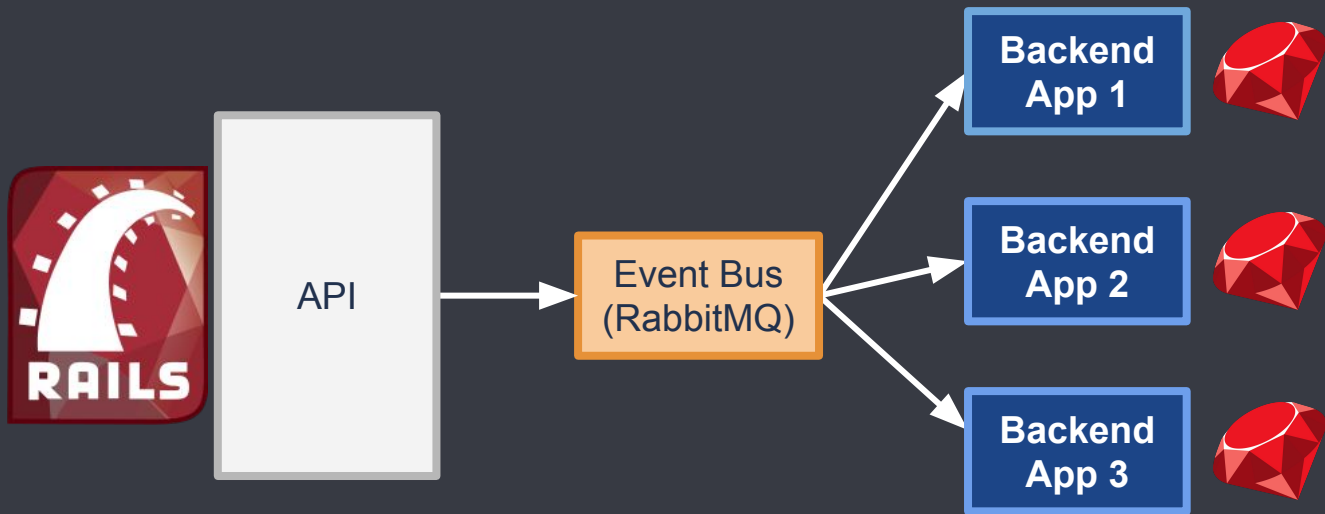 RAILS
API
Event Bus
(RabbitMQ)
Backend
App 1
Backend
App 2
Backend
App 3